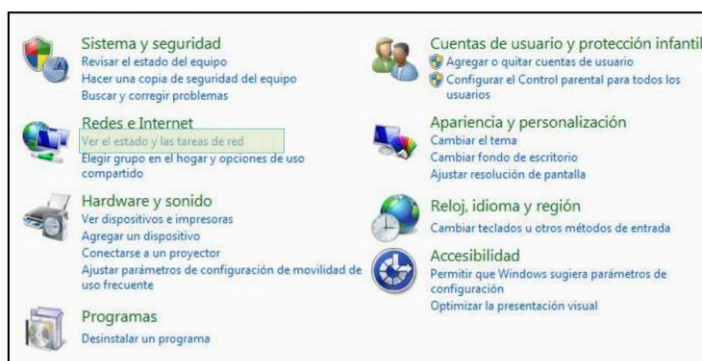 Sistema y seguridad
Revisar el estado del equipo
Hacer una copia de seguridad del equipo
Buscar y corregir problemas
Redes e Internet
Ver el estado y las tareas de red
Elegir grupo en el hogar y opciones de uso
compartido
Hardware y sonido
Ver dispositivos e impresoras
Agregar un dispositivo
Conectarse a un proyector
Ajustar parámetros de configuración de movilidad de
uso frecuente
Programas
Desinstalar un programa
Cuentas de usuario y protección infantil
Agregar o quitar cuentas de usuario
Configurar el Control parental para todos los
usuarios
Apariencia y personalización
Cambiar el tema
Cambiar fondo de escritorio
Ajustar resolución de pantalla
Reloj, idioma y región
Cambiar teclados u otros métodos de entrada
Accesibilidad
Permitir que Windows sugiera parámetros de
configuración
Optimizar la presentación visual